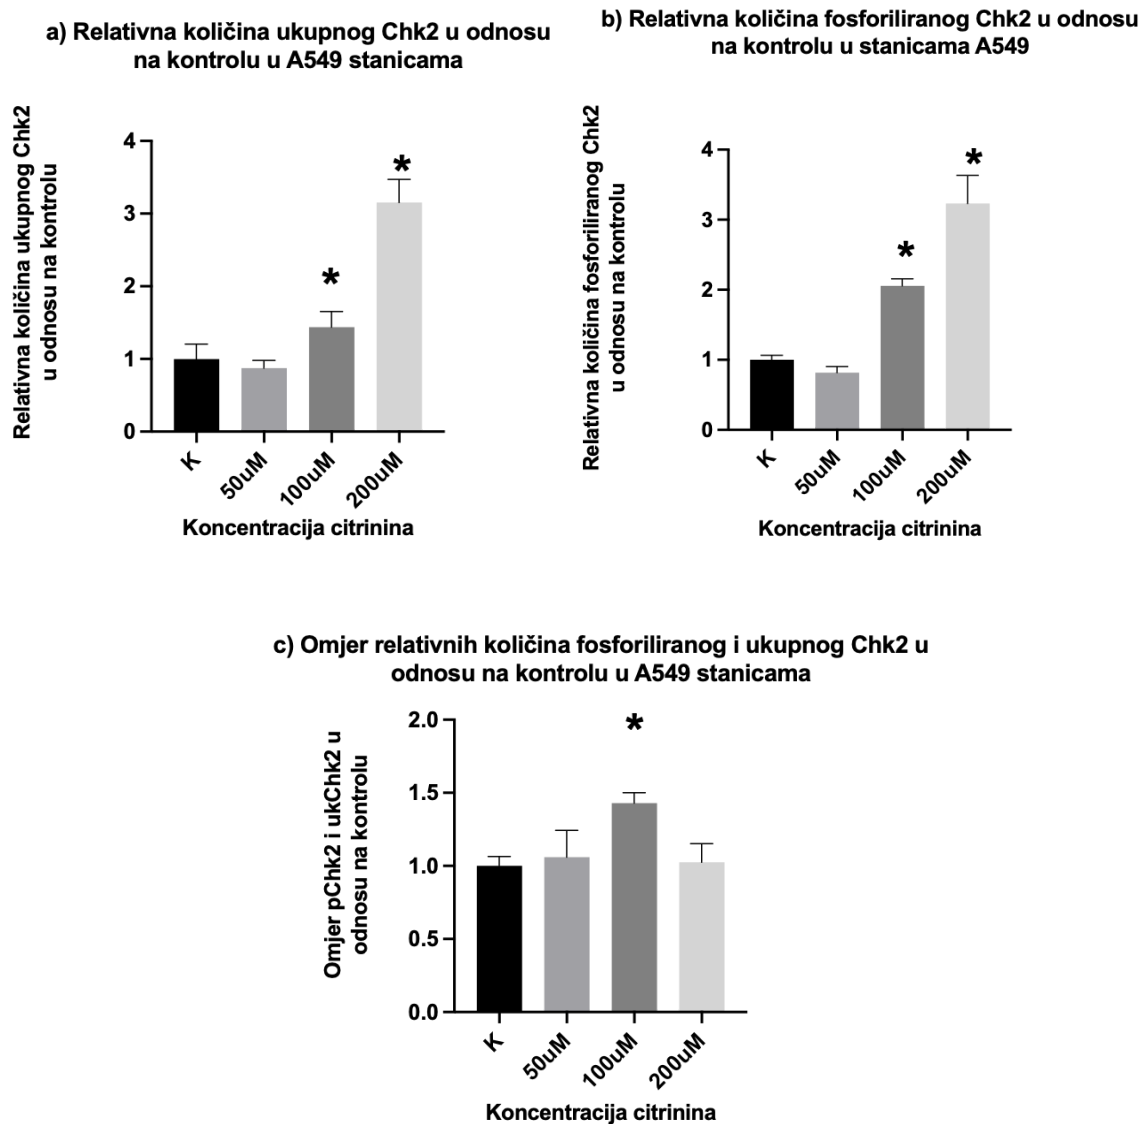 a) Relativna količina ukupnog Chk2 u odnosu
na kontrolu u A549 stanicama
Relativna količina ukupnog Chk2
u odnosu na kontrolu
4
3
2
1
0
*
*
K
50uM
100uM
200uM
Koncentracija citrinina
b) Relativna količina fosforiliranog Chk2 u odnosu
na kontrolu u stanicama A549
Relativna količina fosforiliranog Chk2
u odnosu na kontrolu
4
3
2
1
0
*
*
K
50uM
100uM
200uM
Koncentracija citrinina
c) Omjer relativnih količina fosforiliranog i ukupnog Chk2 u
odnosu na kontrolu u A549 stanicama
Omjer pChk2 i ukChk2 u
odnosu na kontrolu
2.0
1.5
1.0
0.5
0.0
*
K
50uM
100uM
200uM
Koncentracija citrinina